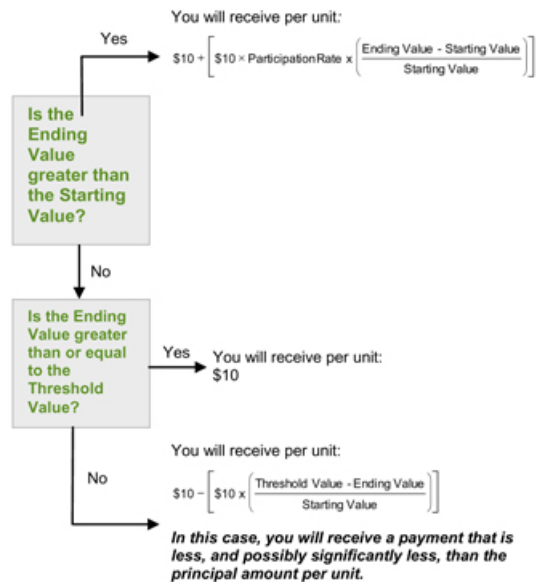 You will receive per unit:
Yes
$10 + [ $10 × Participation Rate x ( Ending Value - Starting Value / Starting Value ) ]
Is the
Ending
Value
greater than
the Starting
Value?
No
Is the Ending
Value greater
than or equal
to the
Threshold
Value?
Yes
You will receive per unit:
$10
No
You will receive per unit:
$10 − [ $10 x ( Threshold Value - Ending Value / Starting Value ) ]
In this case, you will receive a payment that is
less, and possibly significantly less, than the
principal amount per unit.